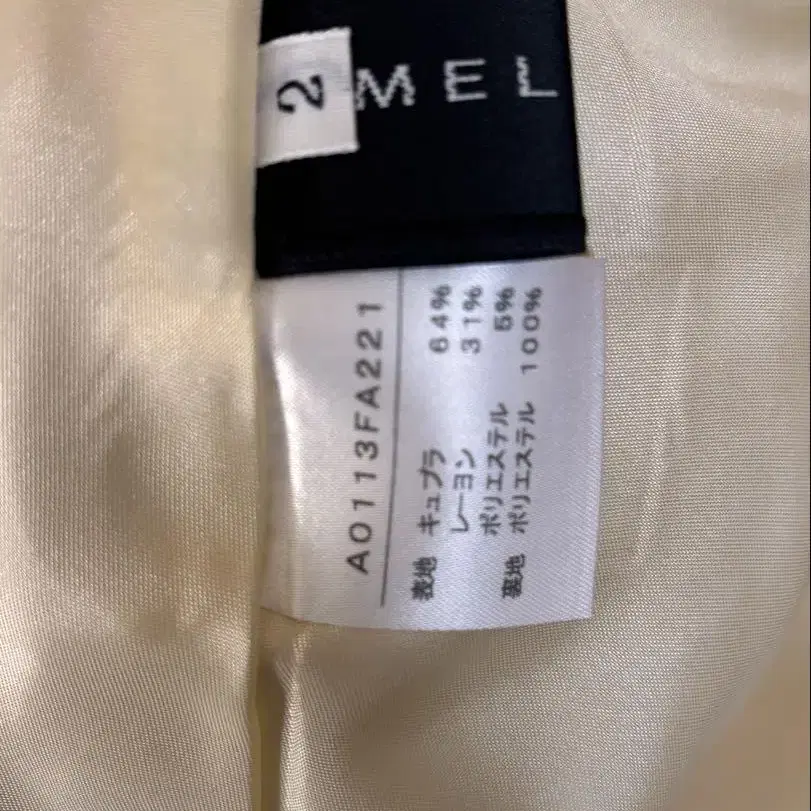 2
M E L
A0113FA221
表地 キュプラ 64%
レーヨン 31%
ポリエステル 5%
裏地 ポリエステル 100%